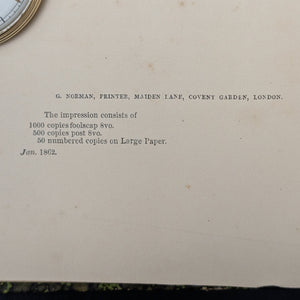 G. NORMAN, PRINTER, MAIDEN LANE, COVENT GARDEN, LONDON.
The impression consists of
1000 copies foolscap 8vo.
500 copies post 8vo.
50 numbered copies on Large Paper.
Jan. 1862.